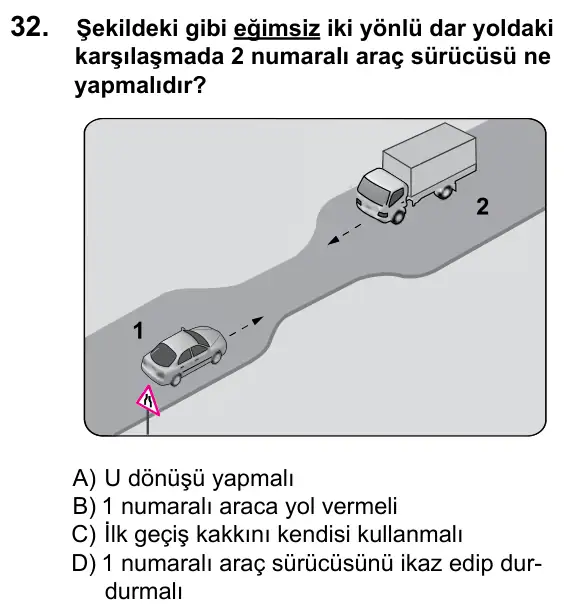 32. Şekildeki gibi eğimsiz iki yönlü dar yoldaki
karşılaşmada 2 numaralı araç sürücüsü ne
yapmalıdır?
2
1
A) U dönüşü yapmalı
B) 1 numaralı araca yol vermeli
C) İlk geçiş kakkını kendisi kullanmalı
D) 1 numaralı araç sürücüsünü ikaz edip dur-
durmalı